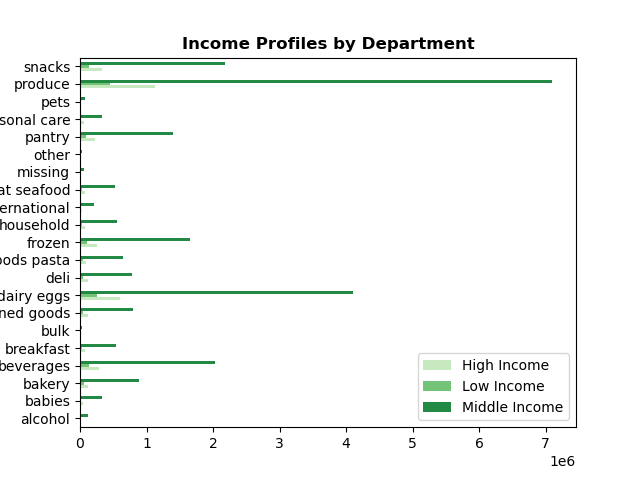 Income Profiles by Department
snacks
produce
pets
sonal care
pantry
other
missing
at seafood
ernational
household
frozen
oods pasta
deli
dairy eggs
ned goods
bulk
breakfast
beverages
bakery
babies
alcohol
High Income
Low Income
Middle Income
0 1 2 3 4 5 6 7
1e6